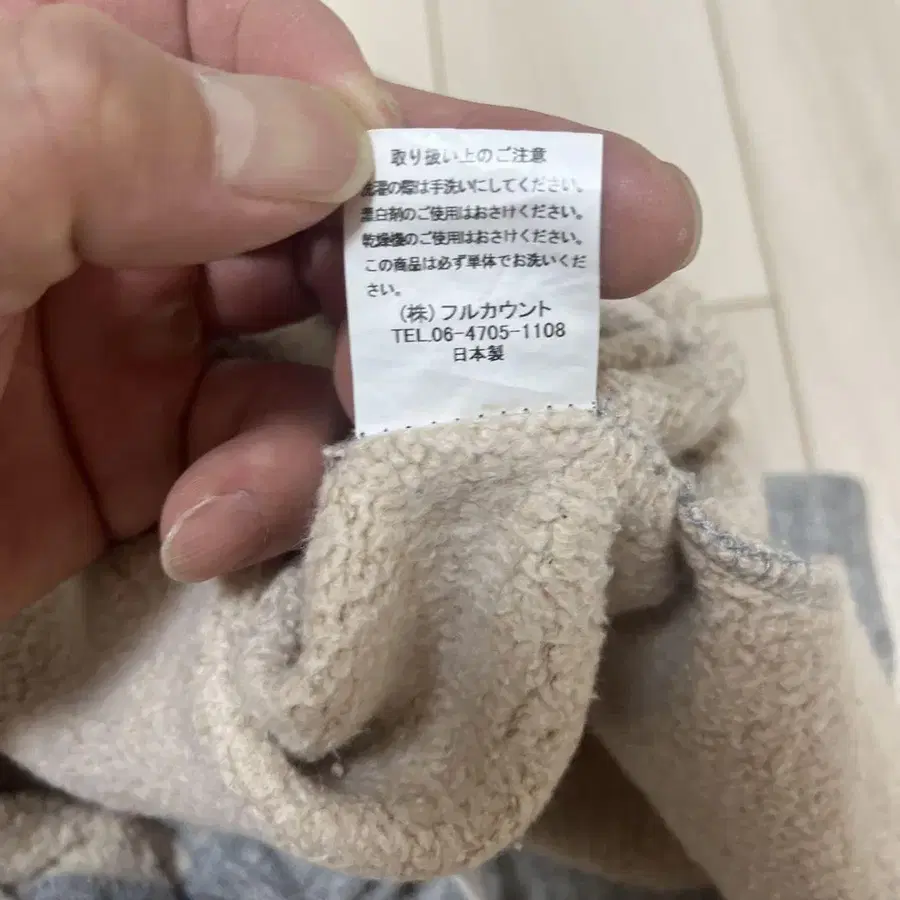 取り扱い上のご注意
洗濯の際は手洗いにしてください。
漂白剤のご使用はおさけください。
乾燥機のご使用はおさけください。
この商品は必ず単体でお洗いくだ
さい。
(株)フルカウント
TEL.06-4705-1108
日本製